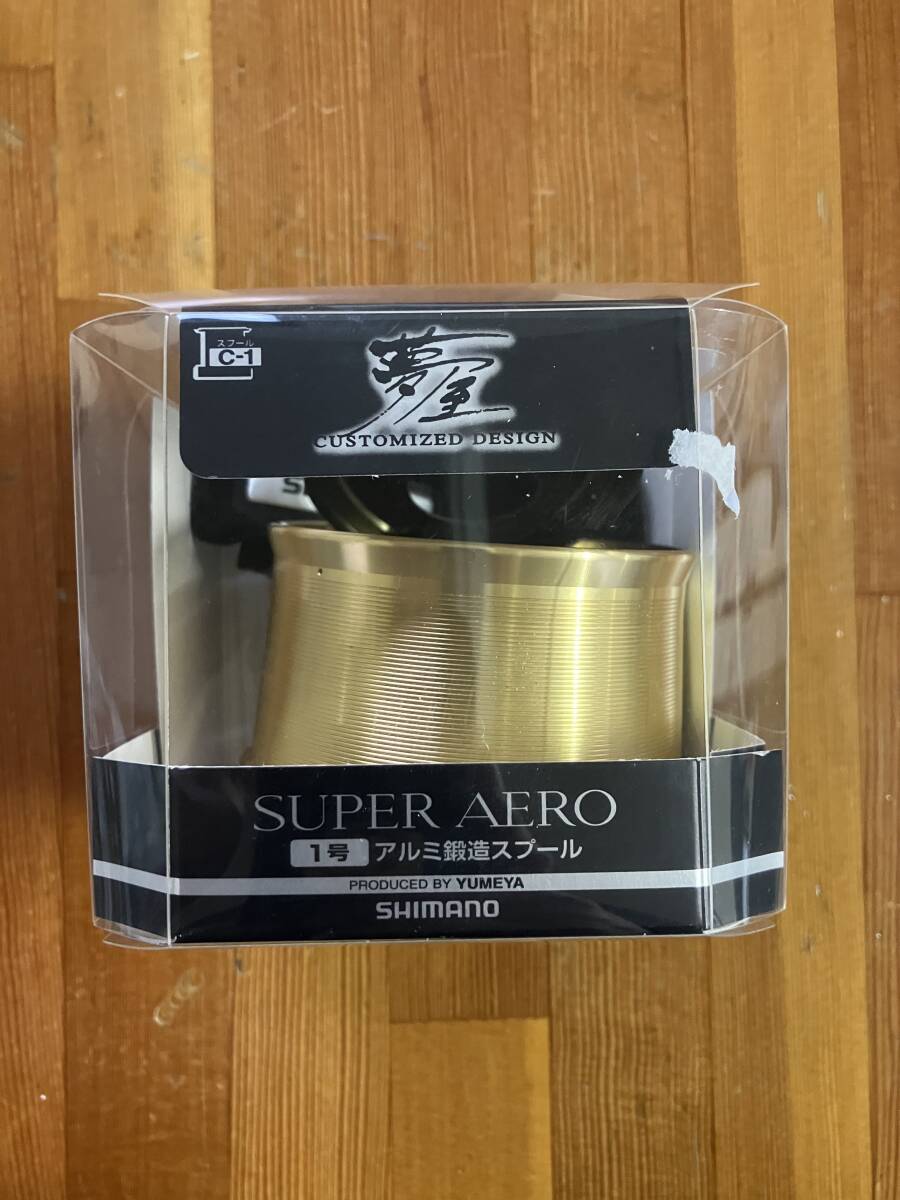 スプール
C-1
夢屋
CUSTOMIZED DESIGN
S
SUPER AERO
1号 アルミ鍛造スプール
PRODUCED BY YUMEYA
SHIMANO